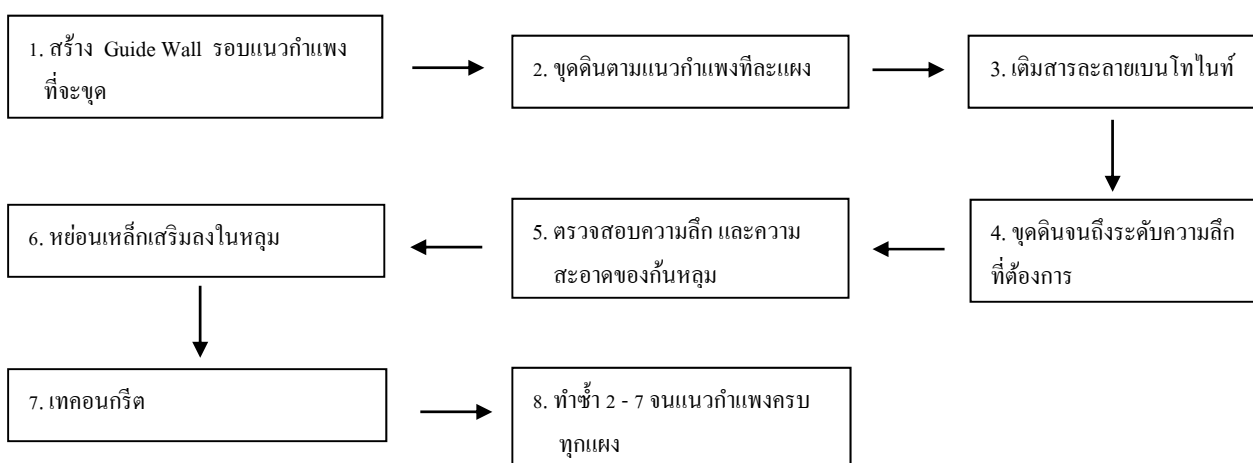 1. สร้าง Guide Wall รอบแนวกำแพง
ที่จะขุด
2. ขุดดินตามแนวกำแพงทีละแผง
3. เติมสารละลายเบนโทไนท์
4. ขุดดินจนถึงระดับความลึก
ที่ต้องการ
5. ตรวจสอบความลึก และความ
สะอาดของก้นหลุม
6. หย่อนเหล็กเสริมลงในหลุม
7. เทคอนกรีต
8. ทำซ้ำ 2 - 7 จนแนวกำแพงครบ
ทุกแผง